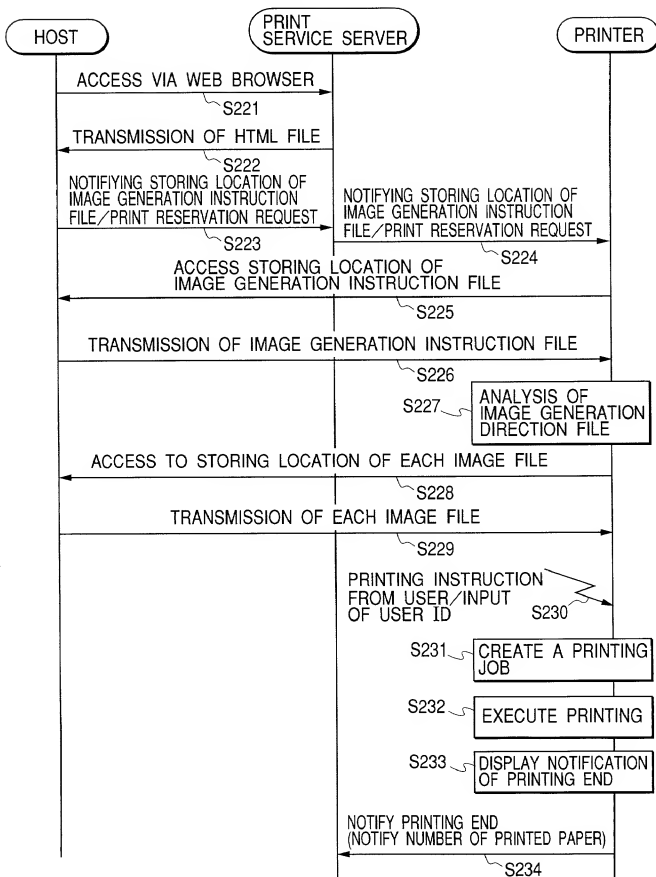 HOST
PRINT
SERVICE SERVER
PRINTER
ACCESS VIA WEB BROWSER
S221
TRANSMISSION OF HTML FILE
S222
NOTIFIYING STORING LOCATION OF
IMAGE GENERATION INSTRUCTION
FILE/PRINT RESERVATION REQUEST
S223
NOTIFYING STORING LOCATION OF
IMAGE GENERATION INSTRUCTION
FILE/PRINT RESERVATION REQUEST
S224
ACCESS STORING LOCATION OF
IMAGE GENERATION INSTRUCTION FILE
S225
TRANSMISSION OF IMAGE GENERATION INSTRUCTION FILE
S226
S227
ANALYSIS OF
IMAGE GENERATION
DIRECTION FILE
ACCESS TO STORING LOCATION OF EACH IMAGE FILE
S228
TRANSMISSION OF EACH IMAGE FILE
S229
PRINTING INSTRUCTION
FROM USER/INPUT
OF USER ID
S230
S231
CREATE A PRINTING
JOB
S232
EXECUTE PRINTING
S233
DISPLAY NOTIFICATION
OF PRINTING END
NOTIFY PRINTING END
(NOTIFY NUMBER OF PRINTED PAPER)
S234